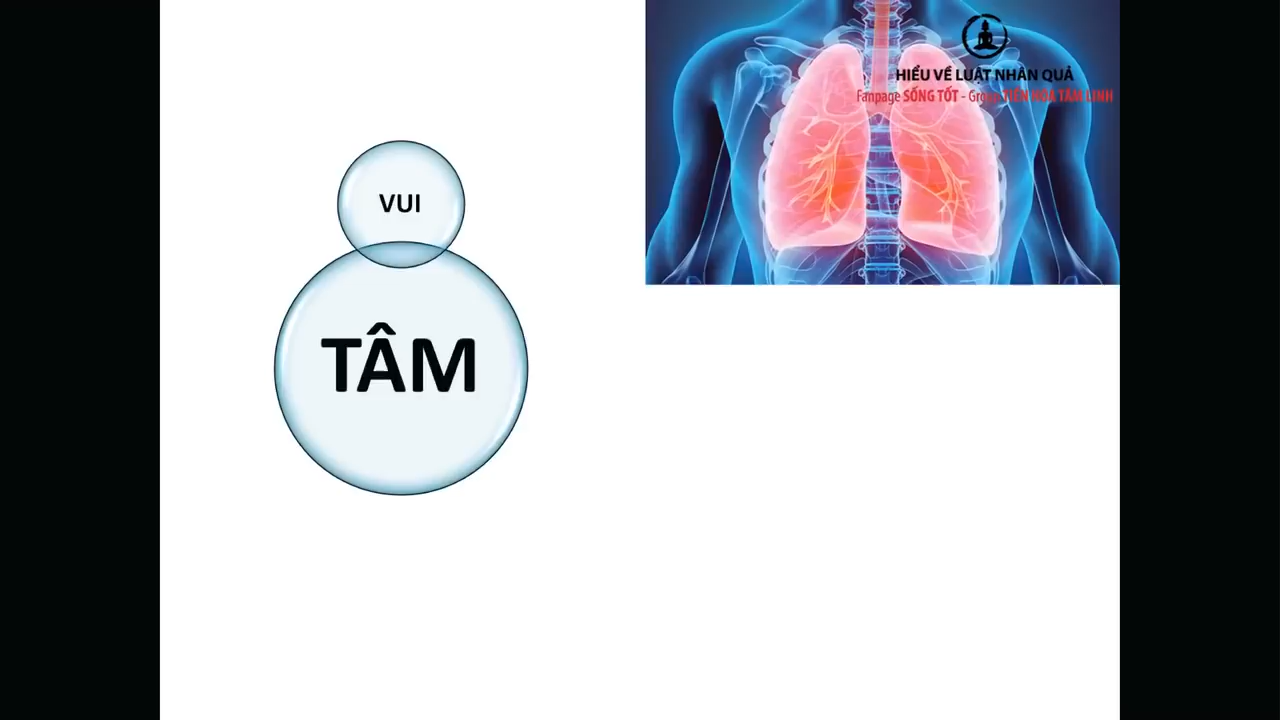 HIỂU VỀ LUẬT NHÂN QUẢ
Fanpage SỐNG TỐT - Group TIẾN HÓA TÂM LINH
VUI
TÂM